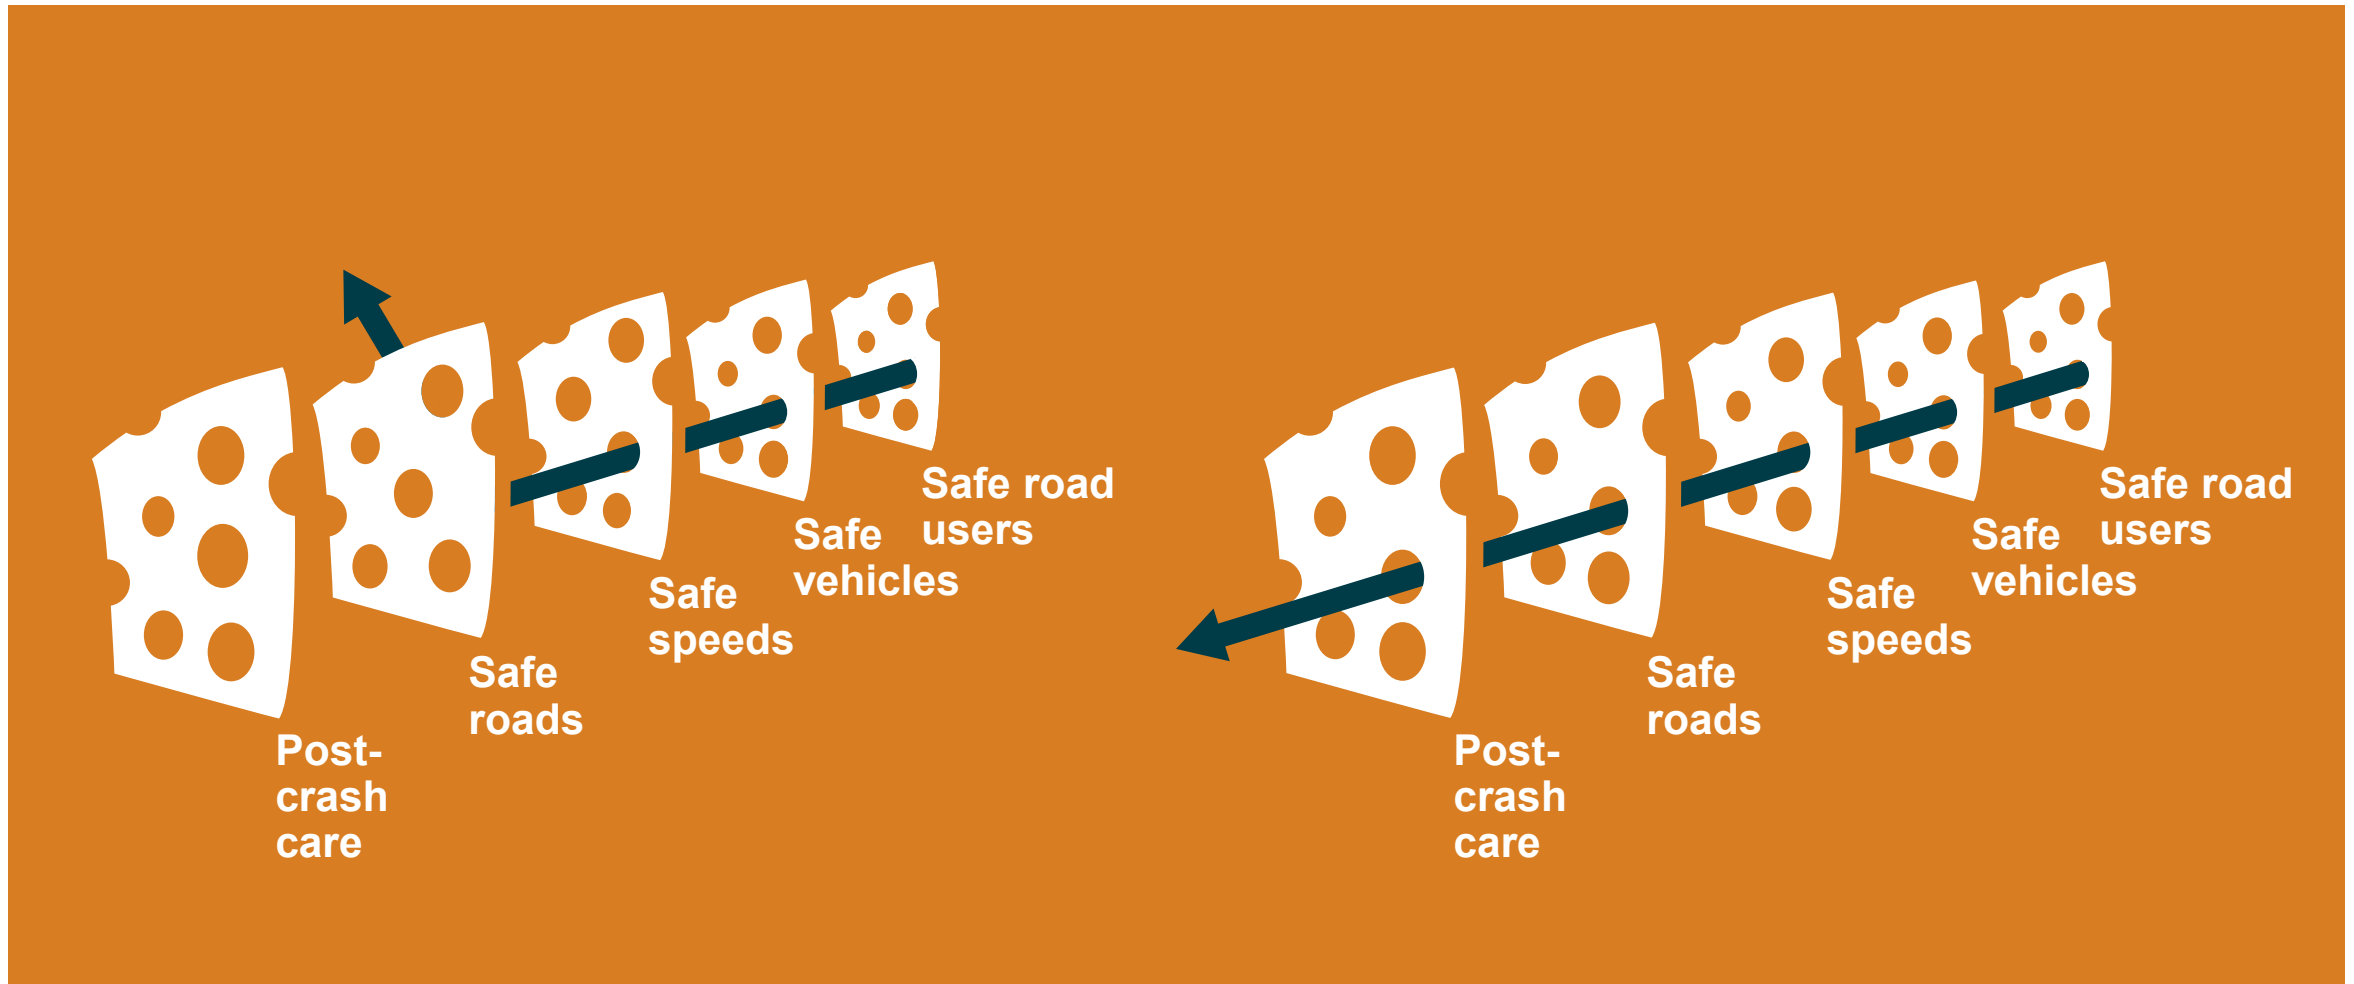 Safe road
users
Safe
vehicles
Safe
speeds
Safe
roads
Post-
crash
care
Safe road
users
Safe
vehicles
Safe
speeds
Safe
roads
Post-
crash
care